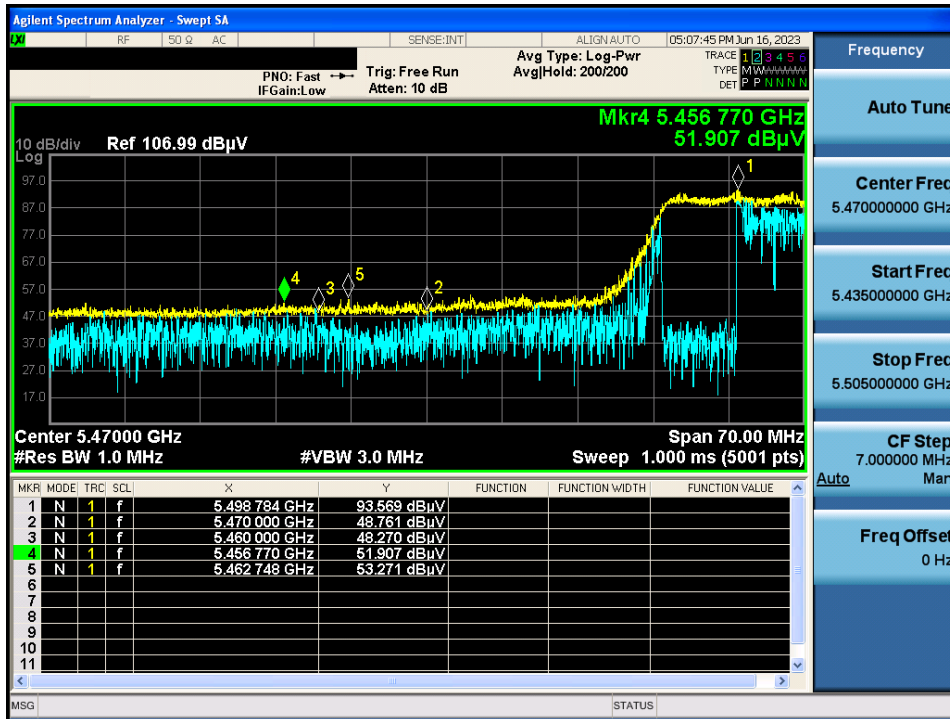 Agilent Spectrum Analyzer - Swept SA
LXI RF 50 Ω AC SENSE:INT ALIGN AUTO 05:07:45 PM Jun 16, 2023
Frequency
PNO: Fast Trig: Free Run Avg Type: Log-Pwr TRACE 1 2 3 4 5 6
IFGain:Low Atten: 10 dB Avg|Hold: 200/200 TYPE M W
DET P P N N N N
Auto Tune
Mkr4 5.456 770 GHz
51.907 dBµV
10 dB/div Ref 106.99 dBµV
Log
97.0
87.0
77.0
67.0
57.0
47.0
37.0
27.0
17.0
1
4
3
5
2
Center 5.47000 GHz Span 70.00 MHz
#Res BW 1.0 MHz #VBW 3.0 MHz Sweep 1.000 ms (5001 pts)
Center Freq
5.470000000 GHz
Start Freq
5.435000000 GHz
Stop Freq
5.505000000 GHz
CF Step
7.000000 MHz
Auto Man
Freq Offset
0 Hz
MKR MODE TRC SCL X Y FUNCTION FUNCTION WIDTH FUNCTION VALUE
1 N 1 f 5.498 784 GHz 93.569 dBµV
2 N 1 f 5.470 000 GHz 48.761 dBµV
3 N 1 f 5.460 000 GHz 48.270 dBµV
4 N 1 f 5.456 770 GHz 51.907 dBµV
5 N 1 f 5.462 748 GHz 53.271 dBµV
6
7
8
9
10
11
MSG STATUS